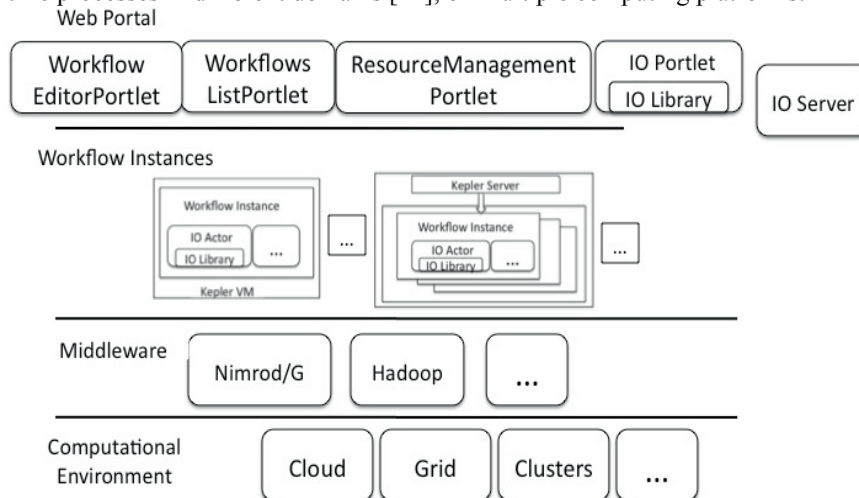 Web Portal
Workflow
EditorPortlet
Workflows
ListPortlet
ResourceManagement
Portlet
IO Portlet
IO Library
IO Server
Workflow Instances
Workflow Instance
IO Actor
IO Library
...
Kepler VM
...
Kepler Server
Workflow Instance
IO Actor
IO Library
...
...
Middleware
Nimrod/G
Hadoop
...
Computational
Environment
Cloud
Grid
Clusters
...